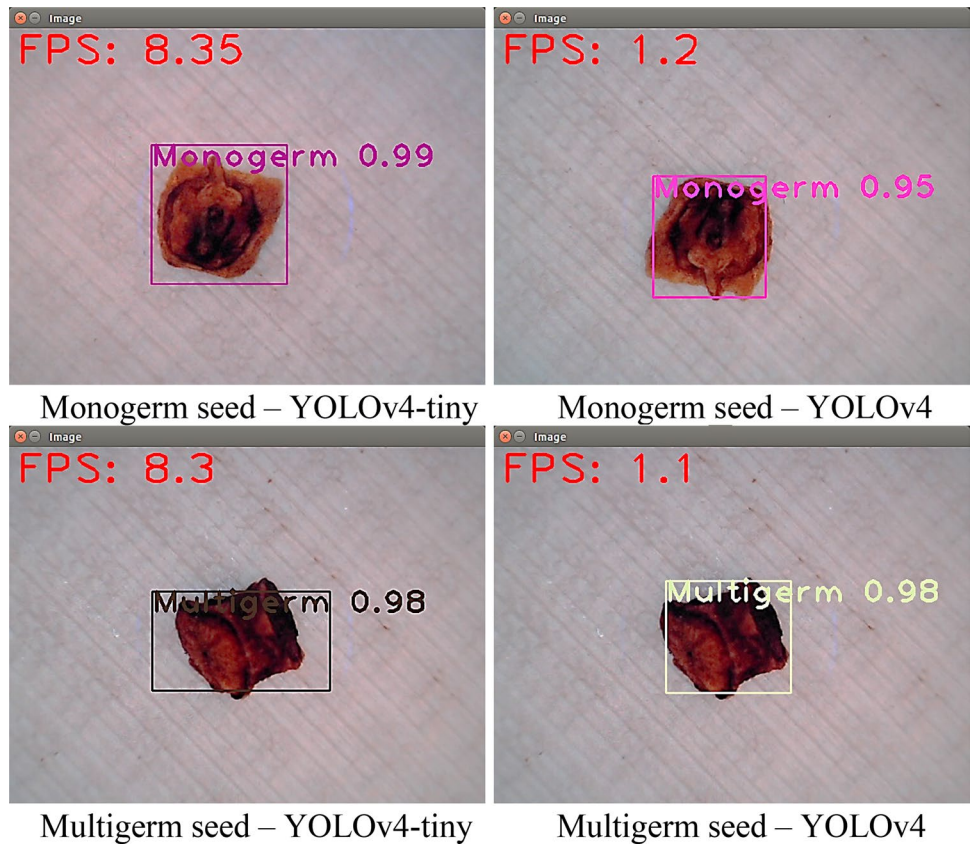 Image
FPS: 8.35
Monogerm 0.99
Monogerm seed – YOLOv4-tiny
Image
FPS: 1.2
Monogerm 0.95
Monogerm seed – YOLOv4
Image
FPS: 8.3
Multigerm 0.98
Multigerm seed – YOLOv4-tiny
Image
FPS: 1.1
Multigerm 0.98
Multigerm seed – YOLOv4